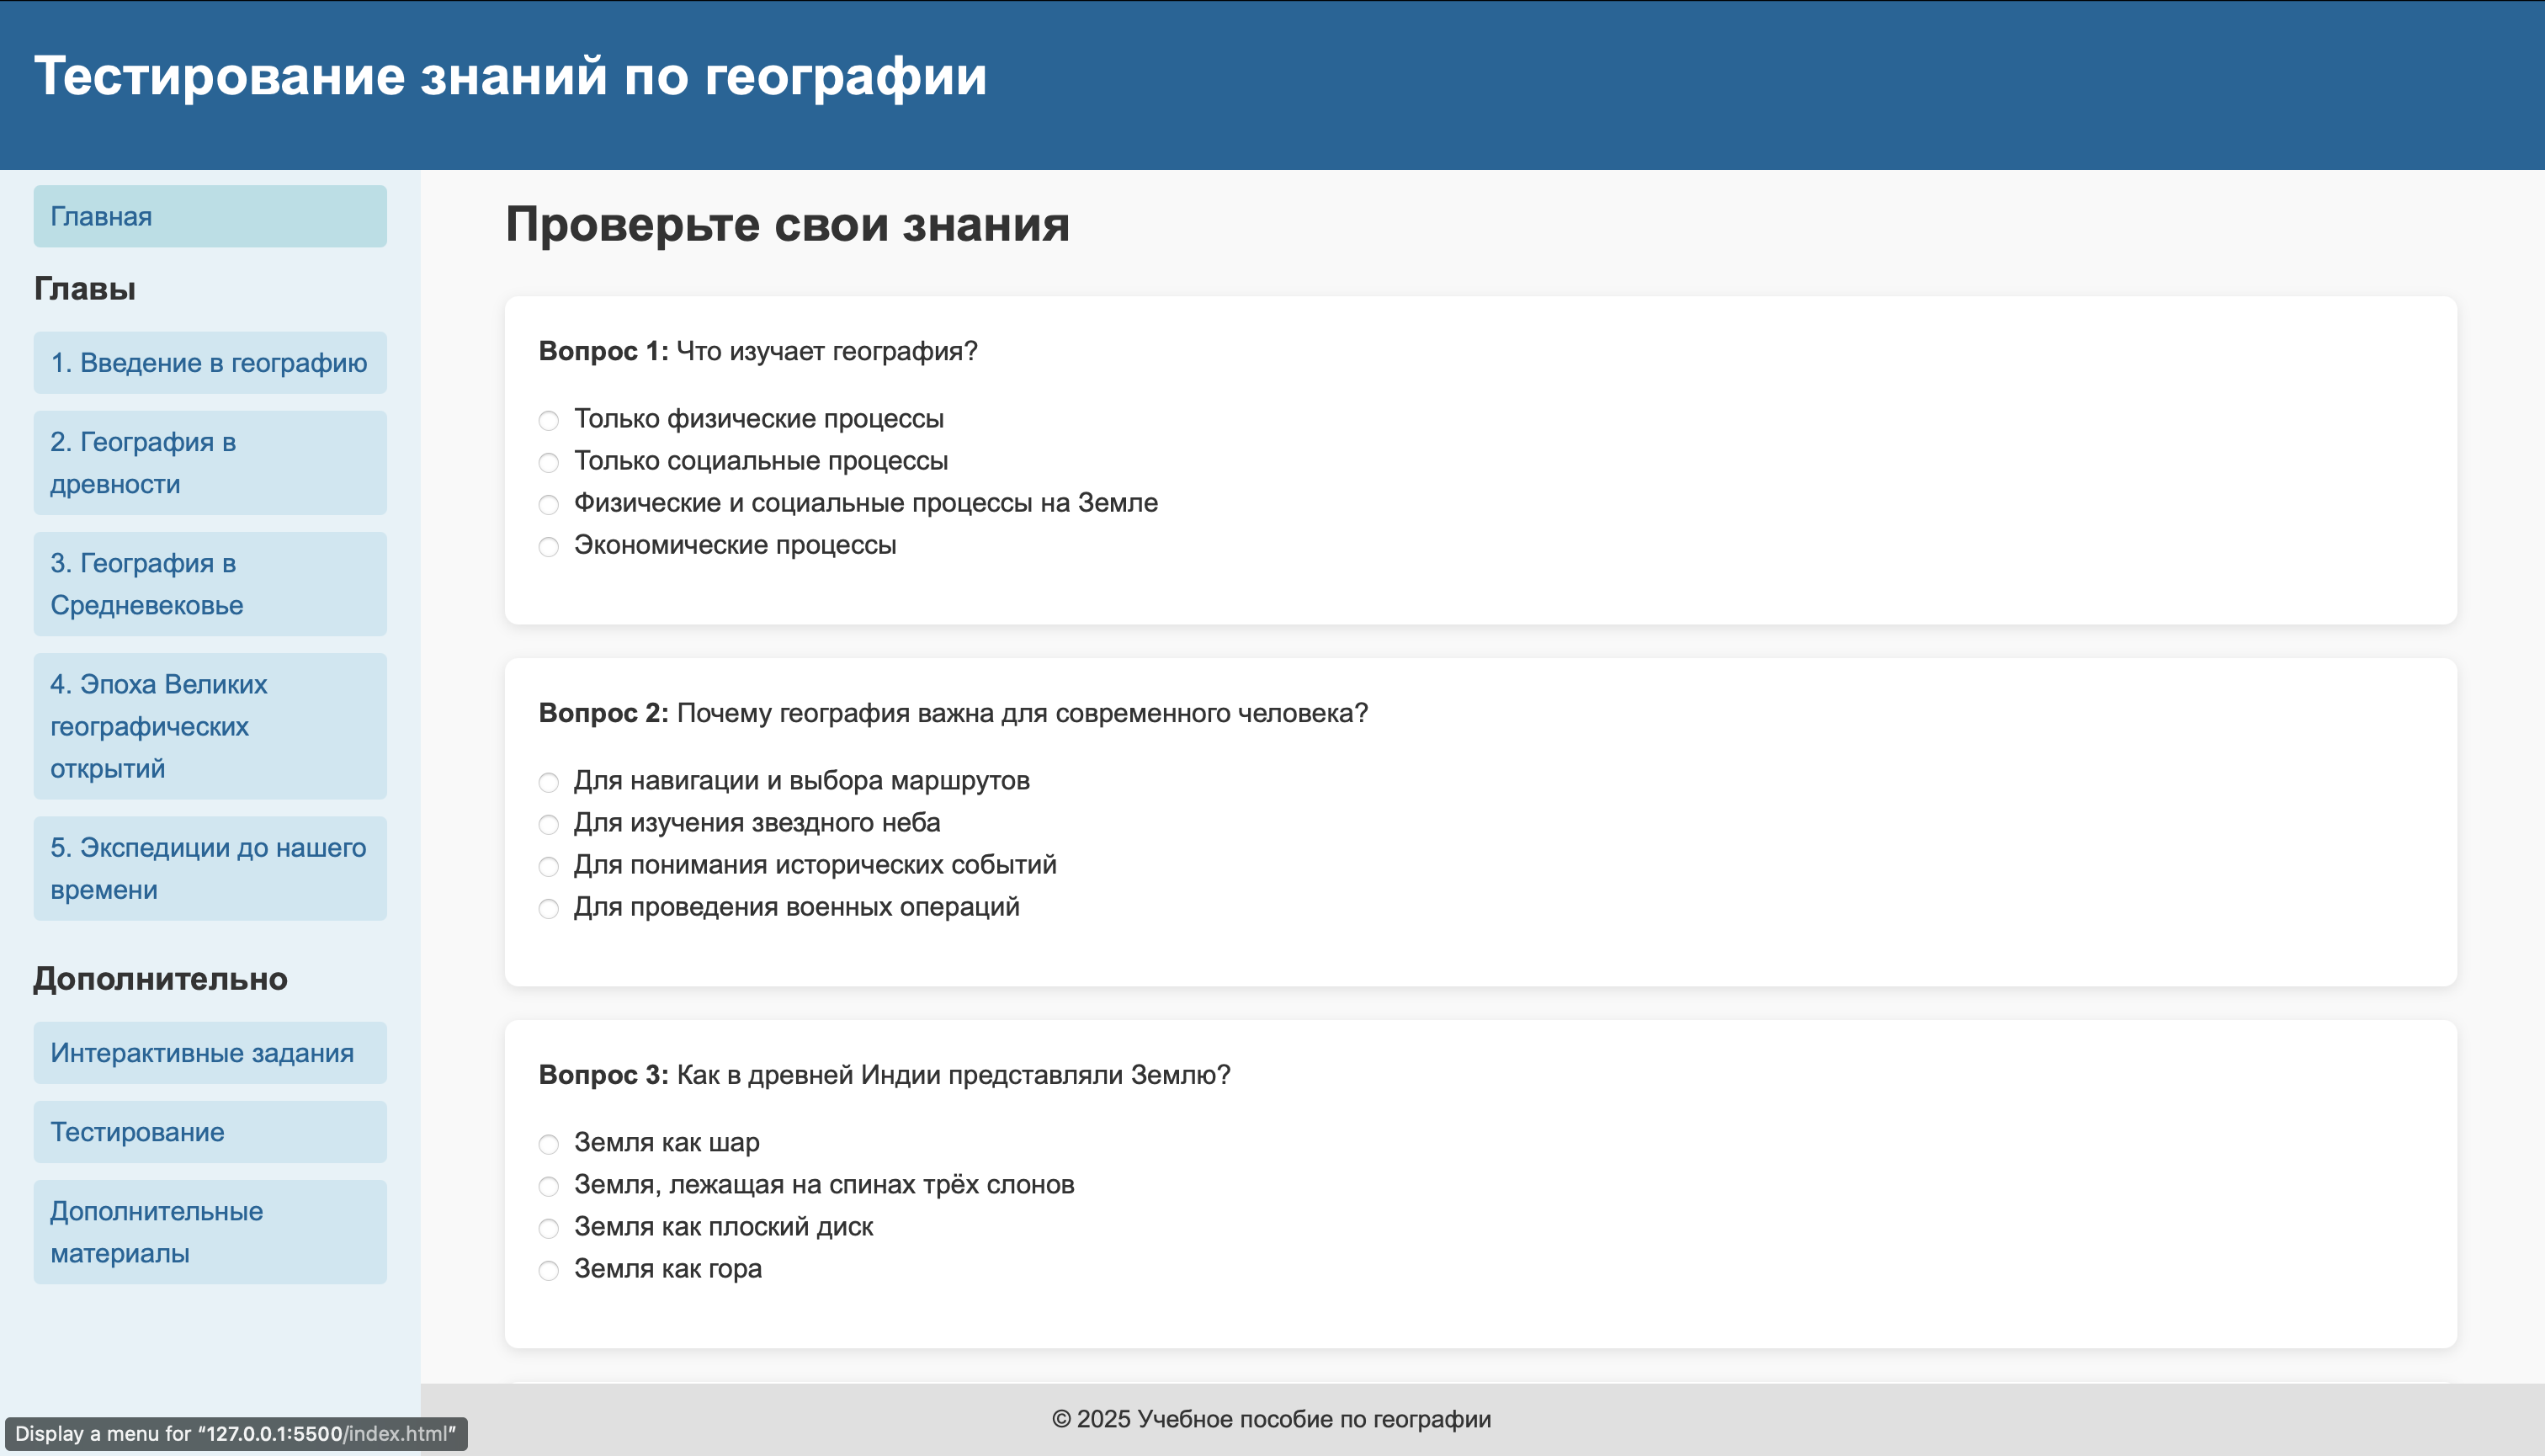 Тестирование знаний по географии
Главная
Главы
1. Введение в географию
2. География в
древности
3. География в
Средневековье
4. Эпоха Великих
географических
открытий
5. Экспедиции до нашего
времени
Дополнительно
Интерактивные задания
Тестирование
Дополнительные
материалы
Проверьте свои знания
Вопрос 1: Что изучает география?
Только физические процессы
Только социальные процессы
Физические и социальные процессы на Земле
Экономические процессы
Вопрос 2: Почему география важна для современного человека?
Для навигации и выбора маршрутов
Для изучения звездного неба
Для понимания исторических событий
Для проведения военных операций
Вопрос 3: Как в древней Индии представляли Землю?
Земля как шар
Земля, лежащая на спинах трёх слонов
Земля как плоский диск
Земля как гора
© 2025 Учебное пособие по географии
Display a menu for “127.0.0.1:5500/index.html”